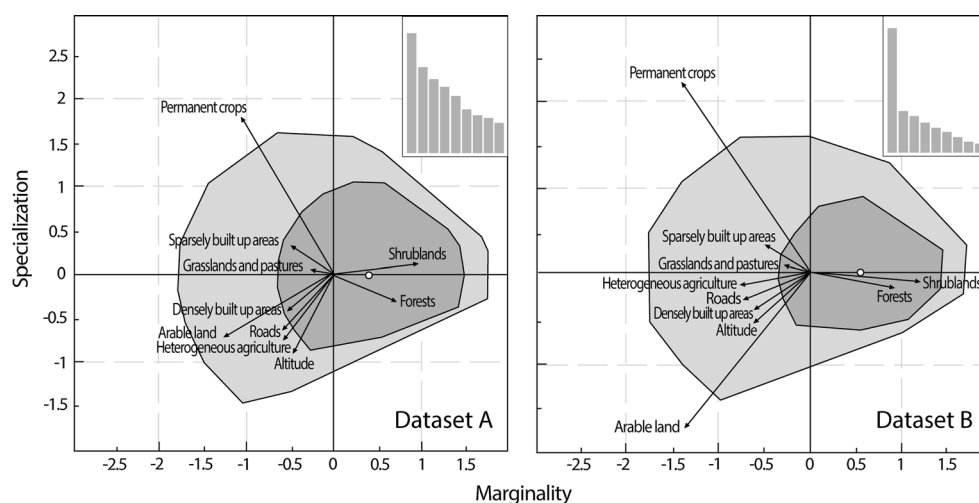 2.5
2
1.5
1
0.5
0
-0.5
-1
-1.5
Specialization
Permanent crops
Sparsely built up areas
Grasslands and pastures
Shrublands
Forests
Densely built up areas
Arable land
Roads
Heterogeneous agriculture
Altitude
Dataset A
-2.5 -2 -1.5 -1 -0.5 0 0.5 1 1.5
Permanent crops
Sparsely built up areas
Grasslands and pastures
Heterogeneous agriculture
Shrublands
Forests
Roads
Densely built up areas
Altitude
Arable land
Dataset B
-2.5 -2 -1.5 -1 -0.5 0 0.5 1 1.5
Marginality